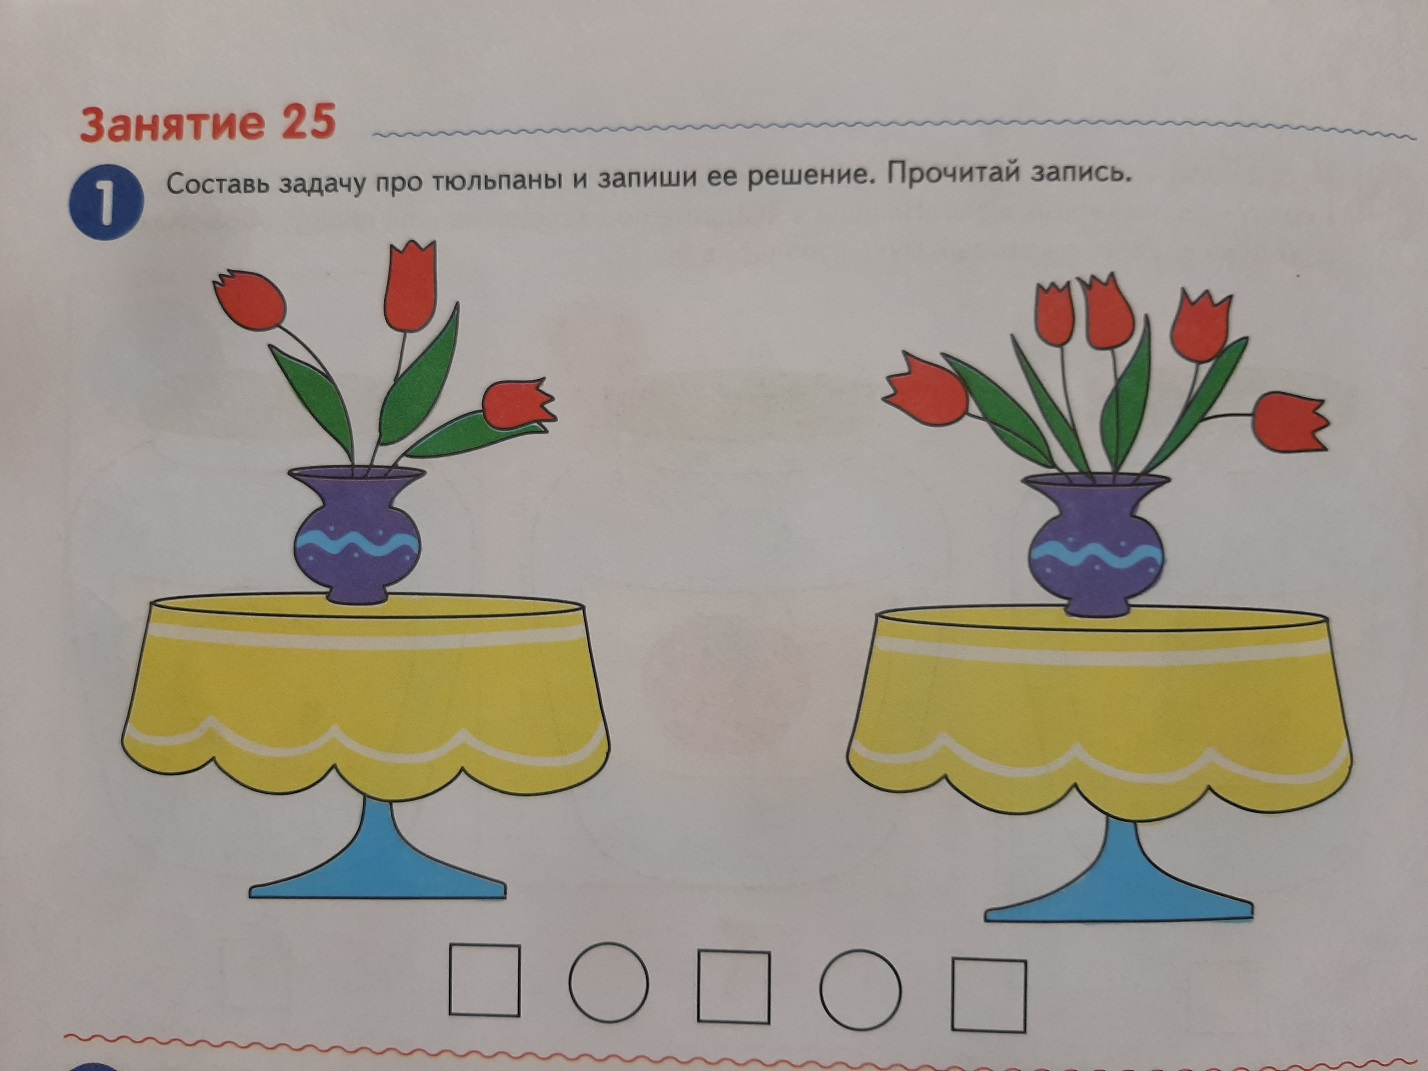 Занятие 25
1 Составь задачу про тюльпаны и запиши ее решение. Прочитай запись.